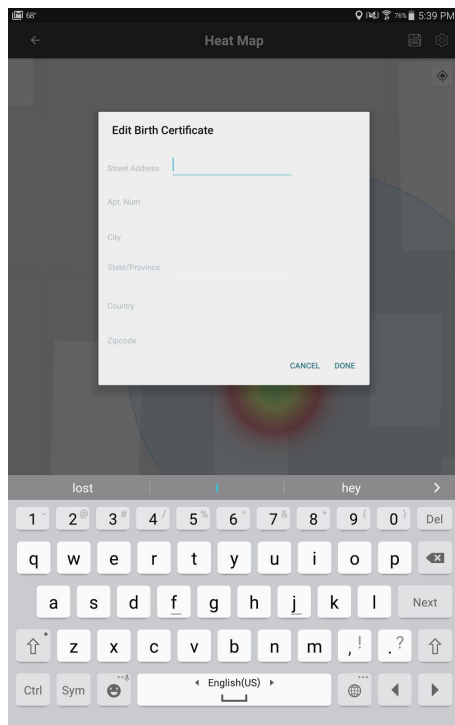 68° 76% 5:39 PM
Heat Map
Edit Birth Certificate
Street Address
Apt. Num
City
State/Province
Country
Zipcode
CANCEL DONE
lost I hey >
1 - 2 @ 3 # 4 / 5 % 6 ^ 7 & 8 * 9 ( 0 ) Del
q w e r t y u i o p
a s d f g h j k l Next
z x c v b n m , ! . ?
Ctrl Sym English(US)